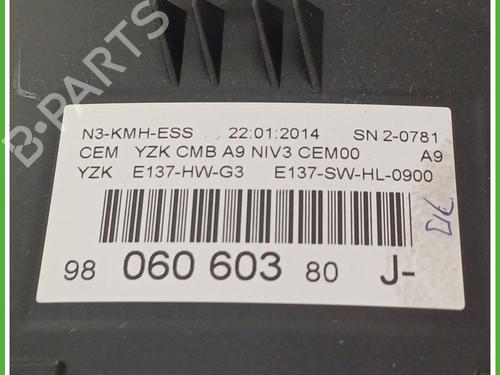 B-PARTS
N3-KMH-ESS 22:01:2014 SN 2-0781
CEM YZK CMB A9 NIV3 CEM00 A9
YZK E137-HW-G3 E137-SW-HL-0900
98 060 603 80 J-